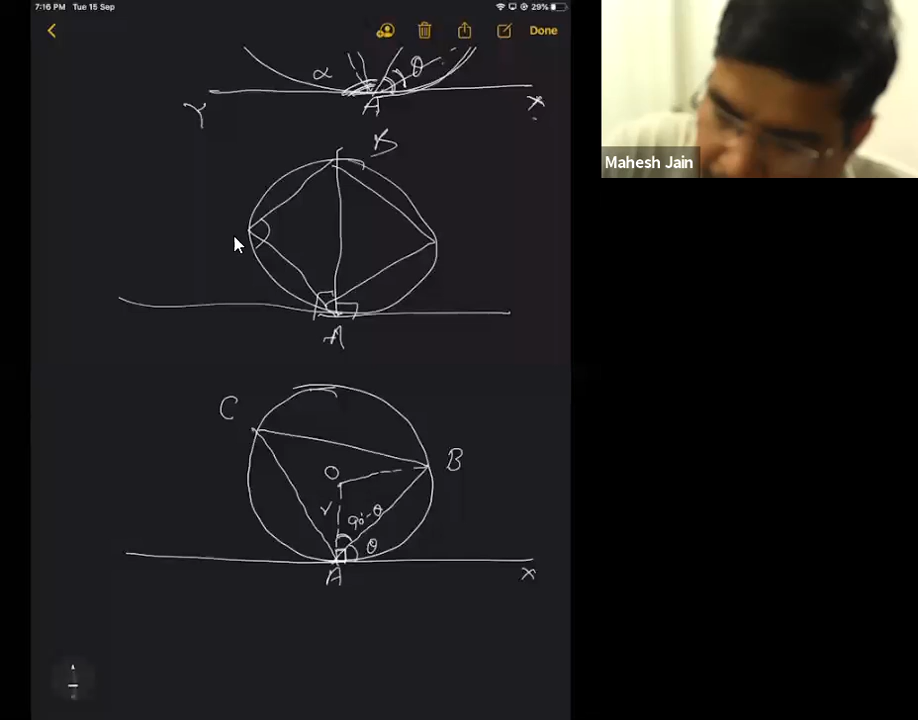 7:16 PM Tue 15 Sep
29%
Done
α
θ
Y
A
X
B
Mahesh Jain
A
C
B
O
r
90°-θ
θ
A
X